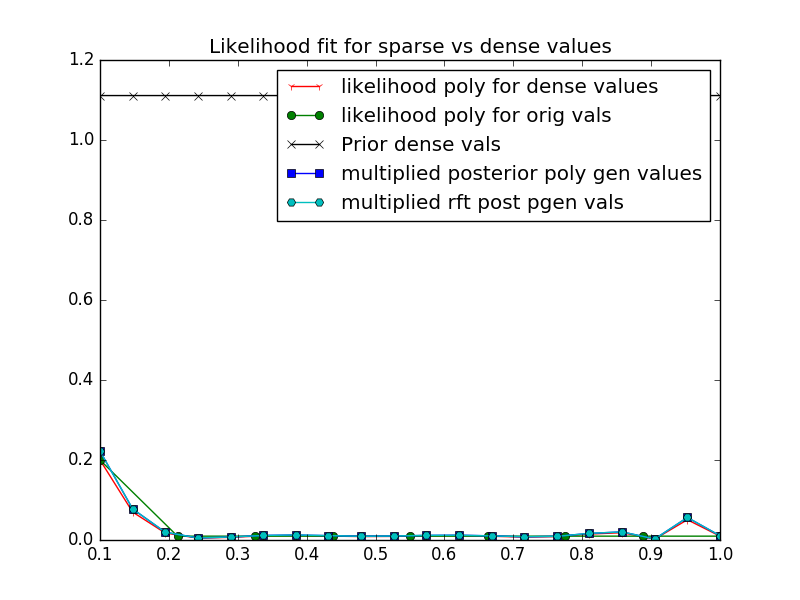 Likelihood fit for sparse vs dense values
1.2
likelihood poly for dense values
likelihood poly for orig vals
Prior dense vals
multiplied posterior poly gen values
multiplied rft post pgen vals
1.0
0.8
0.6
0.4
0.2
0.0
0.1 0.2 0.3 0.4 0.5 0.6 0.7 0.8 0.9 1.0